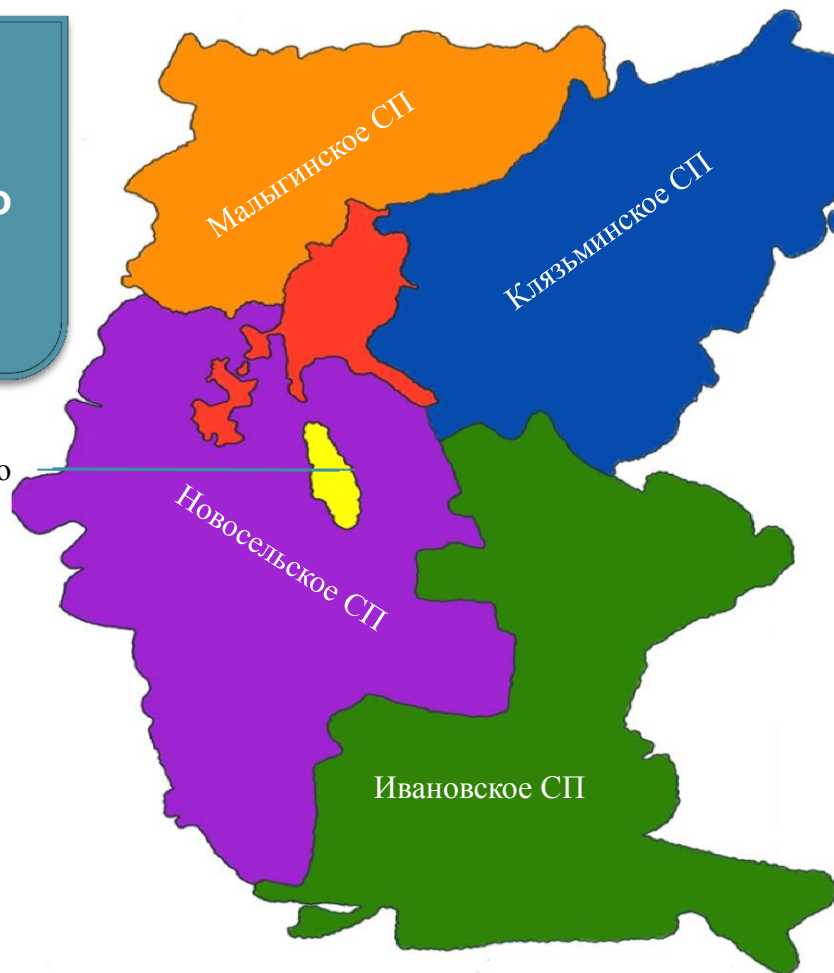 Малыгинское СП
Клязьминское СП
Новосельское СП
Ивановское СП